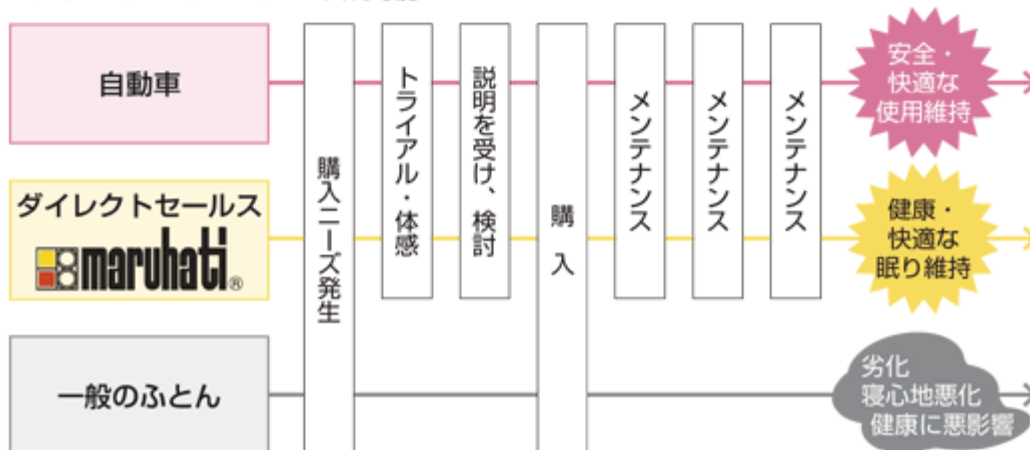 自動車
ダイレクトセールス
maruhati®
一般のふとん
購入ニーズ発生
トライアル・体感
説明を受け、検討
購入
メンテナンス
メンテナンス
メンテナンス
安全・
快適な
使用維持
健康・
快適な
眠り維持
劣化
寝心地悪化
健康に悪影響